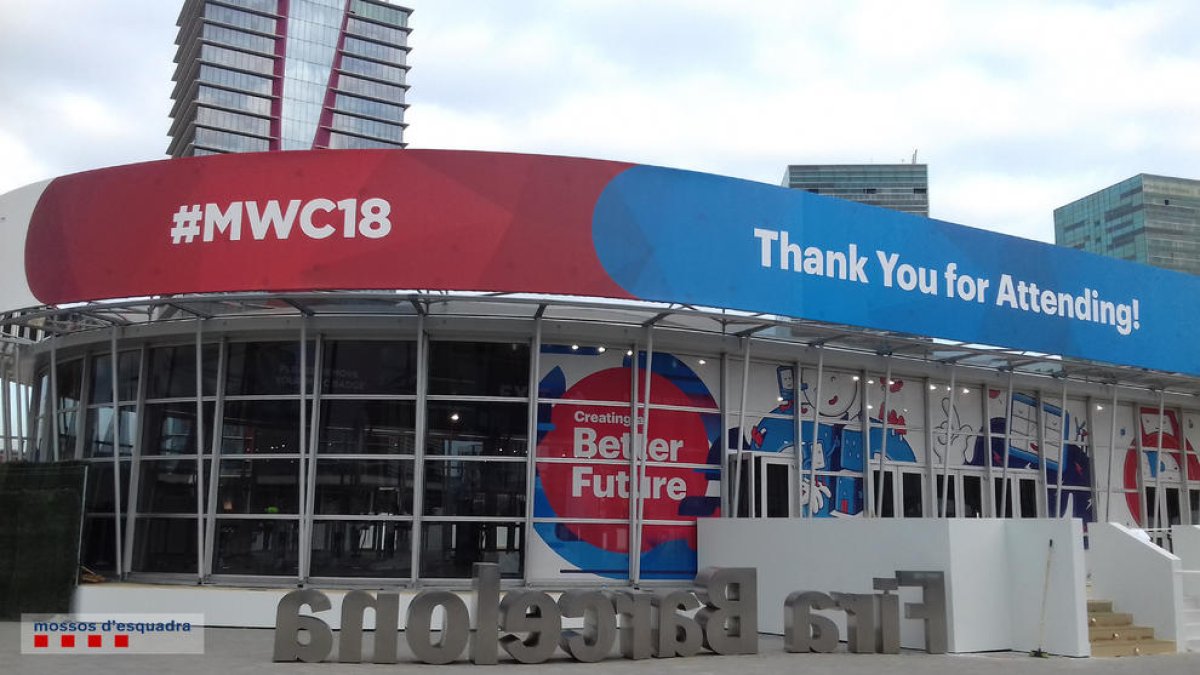 #MWC18
Thank You for Attending!
Creating a
Better
Future
Fira Barcelona
mossos d'esquadra